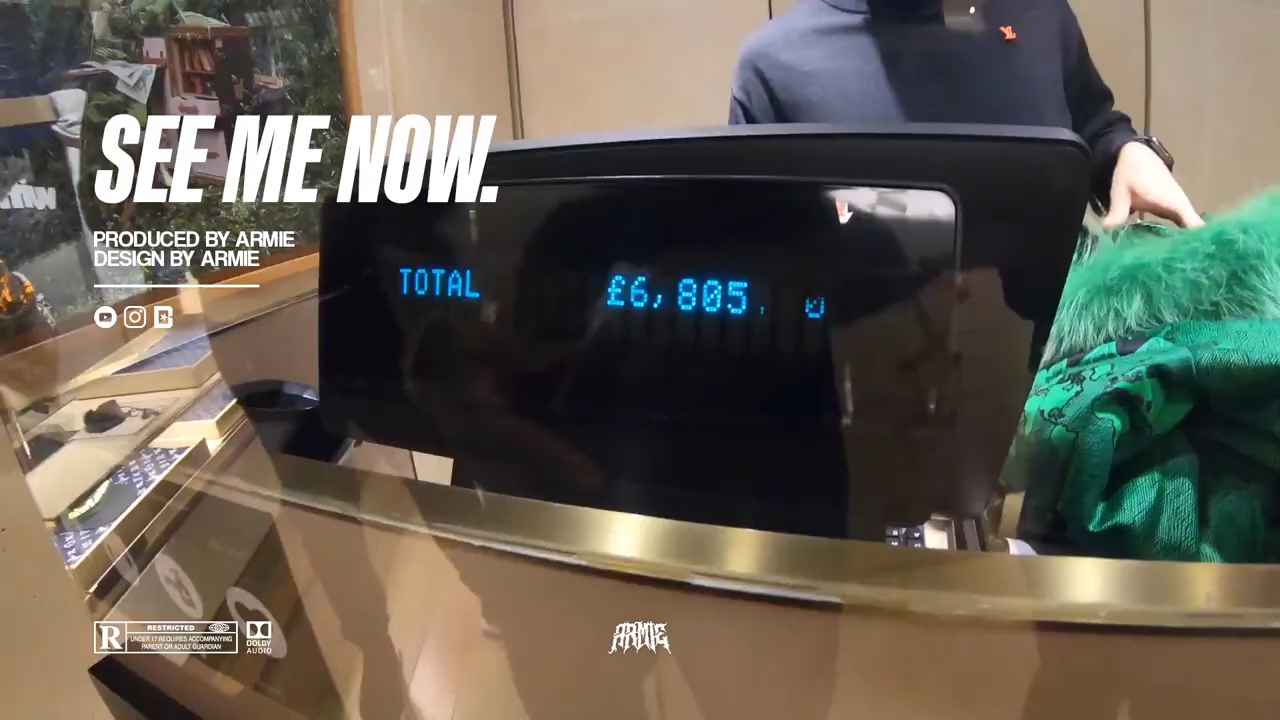 SEE ME NOW.
PRODUCED BY ARMIE
DESIGN BY ARMIE
TOTAL £6,805.
R
RESTRICTED
UNDER 17 REQUIRES ACCOMPANYING
PARENT OR ADULT GUARDIAN
DOLBY
AUDIO
ARMIE